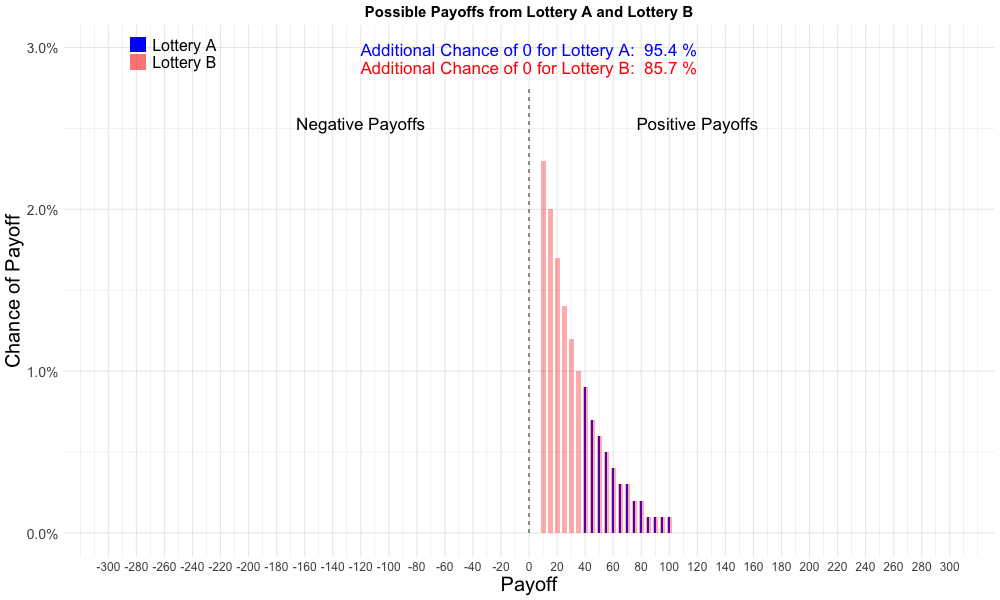 Possible Payoffs from Lottery A and Lottery B
Lottery A
Lottery B
Additional Chance of 0 for Lottery A: 95.4 %
Additional Chance of 0 for Lottery B: 85.7 %
Negative Payoffs
Positive Payoffs
Chance of Payoff
3.0%
2.0%
1.0%
0.0%
-300 -280 -260 -240 -220 -200 -180 -160 -140 -120 -100 -80 -60 -40 -20 0 20 40 60 80 100 120 140 160 180 200 220 240 260 280 300
Payoff